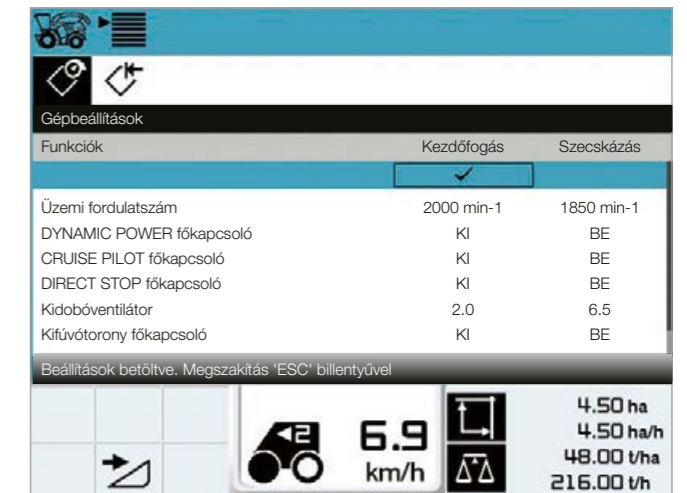 Gépbeállítások
Funkciók Kezdőfogás Szecskázás
Üzemi fordulatszám 2000 min-1 1850 min-1
DYNAMIC POWER főkapcsoló KI BE
CRUISE PILOT főkapcsoló KI BE
DIRECT STOP főkapcsoló KI BE
Kidobóventilátor 2.0 6.5
Kifúvótorony főkapcsoló KI BE
Beállítások betöltve. Megszakítás 'ESC' billentyűvel
2
6.9
km/h
4.50 ha
4.50 ha/h
48.00 t/ha
216.00 t/h